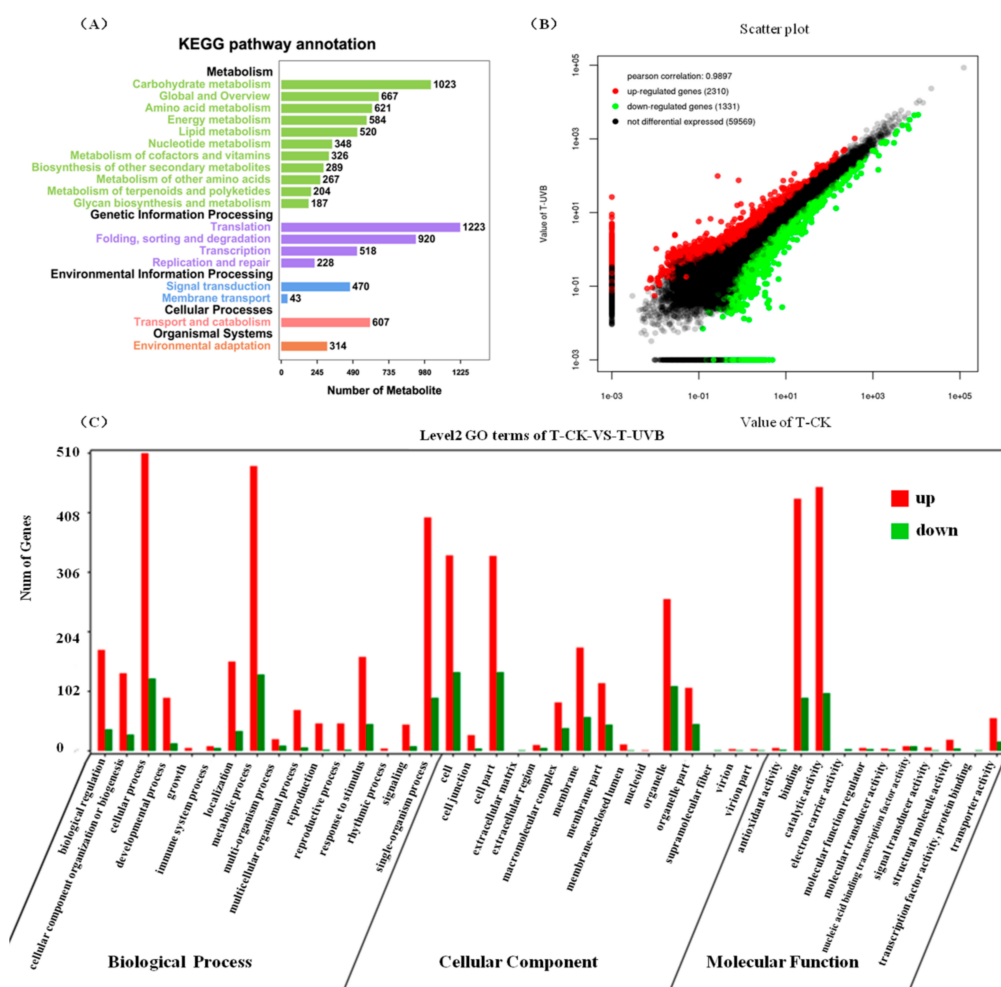 (A)
KEGG pathway annotation
Metabolism
Carbohydrate metabolism 1023
Global and Overview 667
Amino acid metabolism 621
Energy metabolism 584
Lipid metabolism 520
Nucleotide metabolism 348
Metabolism of cofactors and vitamins 326
Biosynthesis of other secondary metabolites 289
Metabolism of other amino acids 267
Metabolism of terpenoids and polyketides 204
Glycan biosynthesis and metabolism 187
Genetic Information Processing
Translation 1223
Folding, sorting and degradation 920
Transcription 518
Replication and repair 228
Environmental Information Processing
Signal transduction 470
Membrane transport 43
Cellular Processes
Transport and catabolism 607
Organismal Systems
Environmental adaptation 314
0 245 490 735 980 1225
Number of Metabolite
(B)
Scatter plot
pearson correlation: 0.9897
up-regulated genes (2310)
down-regulated genes (1331)
not differential expressed (59569)
Value of T-UVB
1e+05
1e+03
1e+01
1e-01
1e-03
1e-03 1e-01 1e+01 1e+03 1e+05
Value of T-CK
(C)
Level2 GO terms of T-CK-VS-T-UVB
Num of Genes
510
408
306
204
102
0
up
down
biological regulation
cellular component organization or biogenesis
cellular process
developmental process
growth
immune system process
localization
metabolic process
multi-organism process
multicellular organismal process
reproduction
reproductive process
response to stimulus
rhythmic process
signaling
single-organism process
cell
cell junction
cell part
extracellular matrix
extracellular region
macromolecular complex
membrane
membrane part
membrane-enclosed lumen
nucleoid
organelle
organelle part
supramolecular fiber
virion
virion part
antioxidant activity
binding
catalytic activity
electron carrier activity
molecular function regulator
molecular transducer activity
nucleic acid binding transcription factor activity
signal transducer activity
structural molecule activity
transcription factor activity, protein binding
transporter activity
Biological Process
Cellular Component
Molecular Function